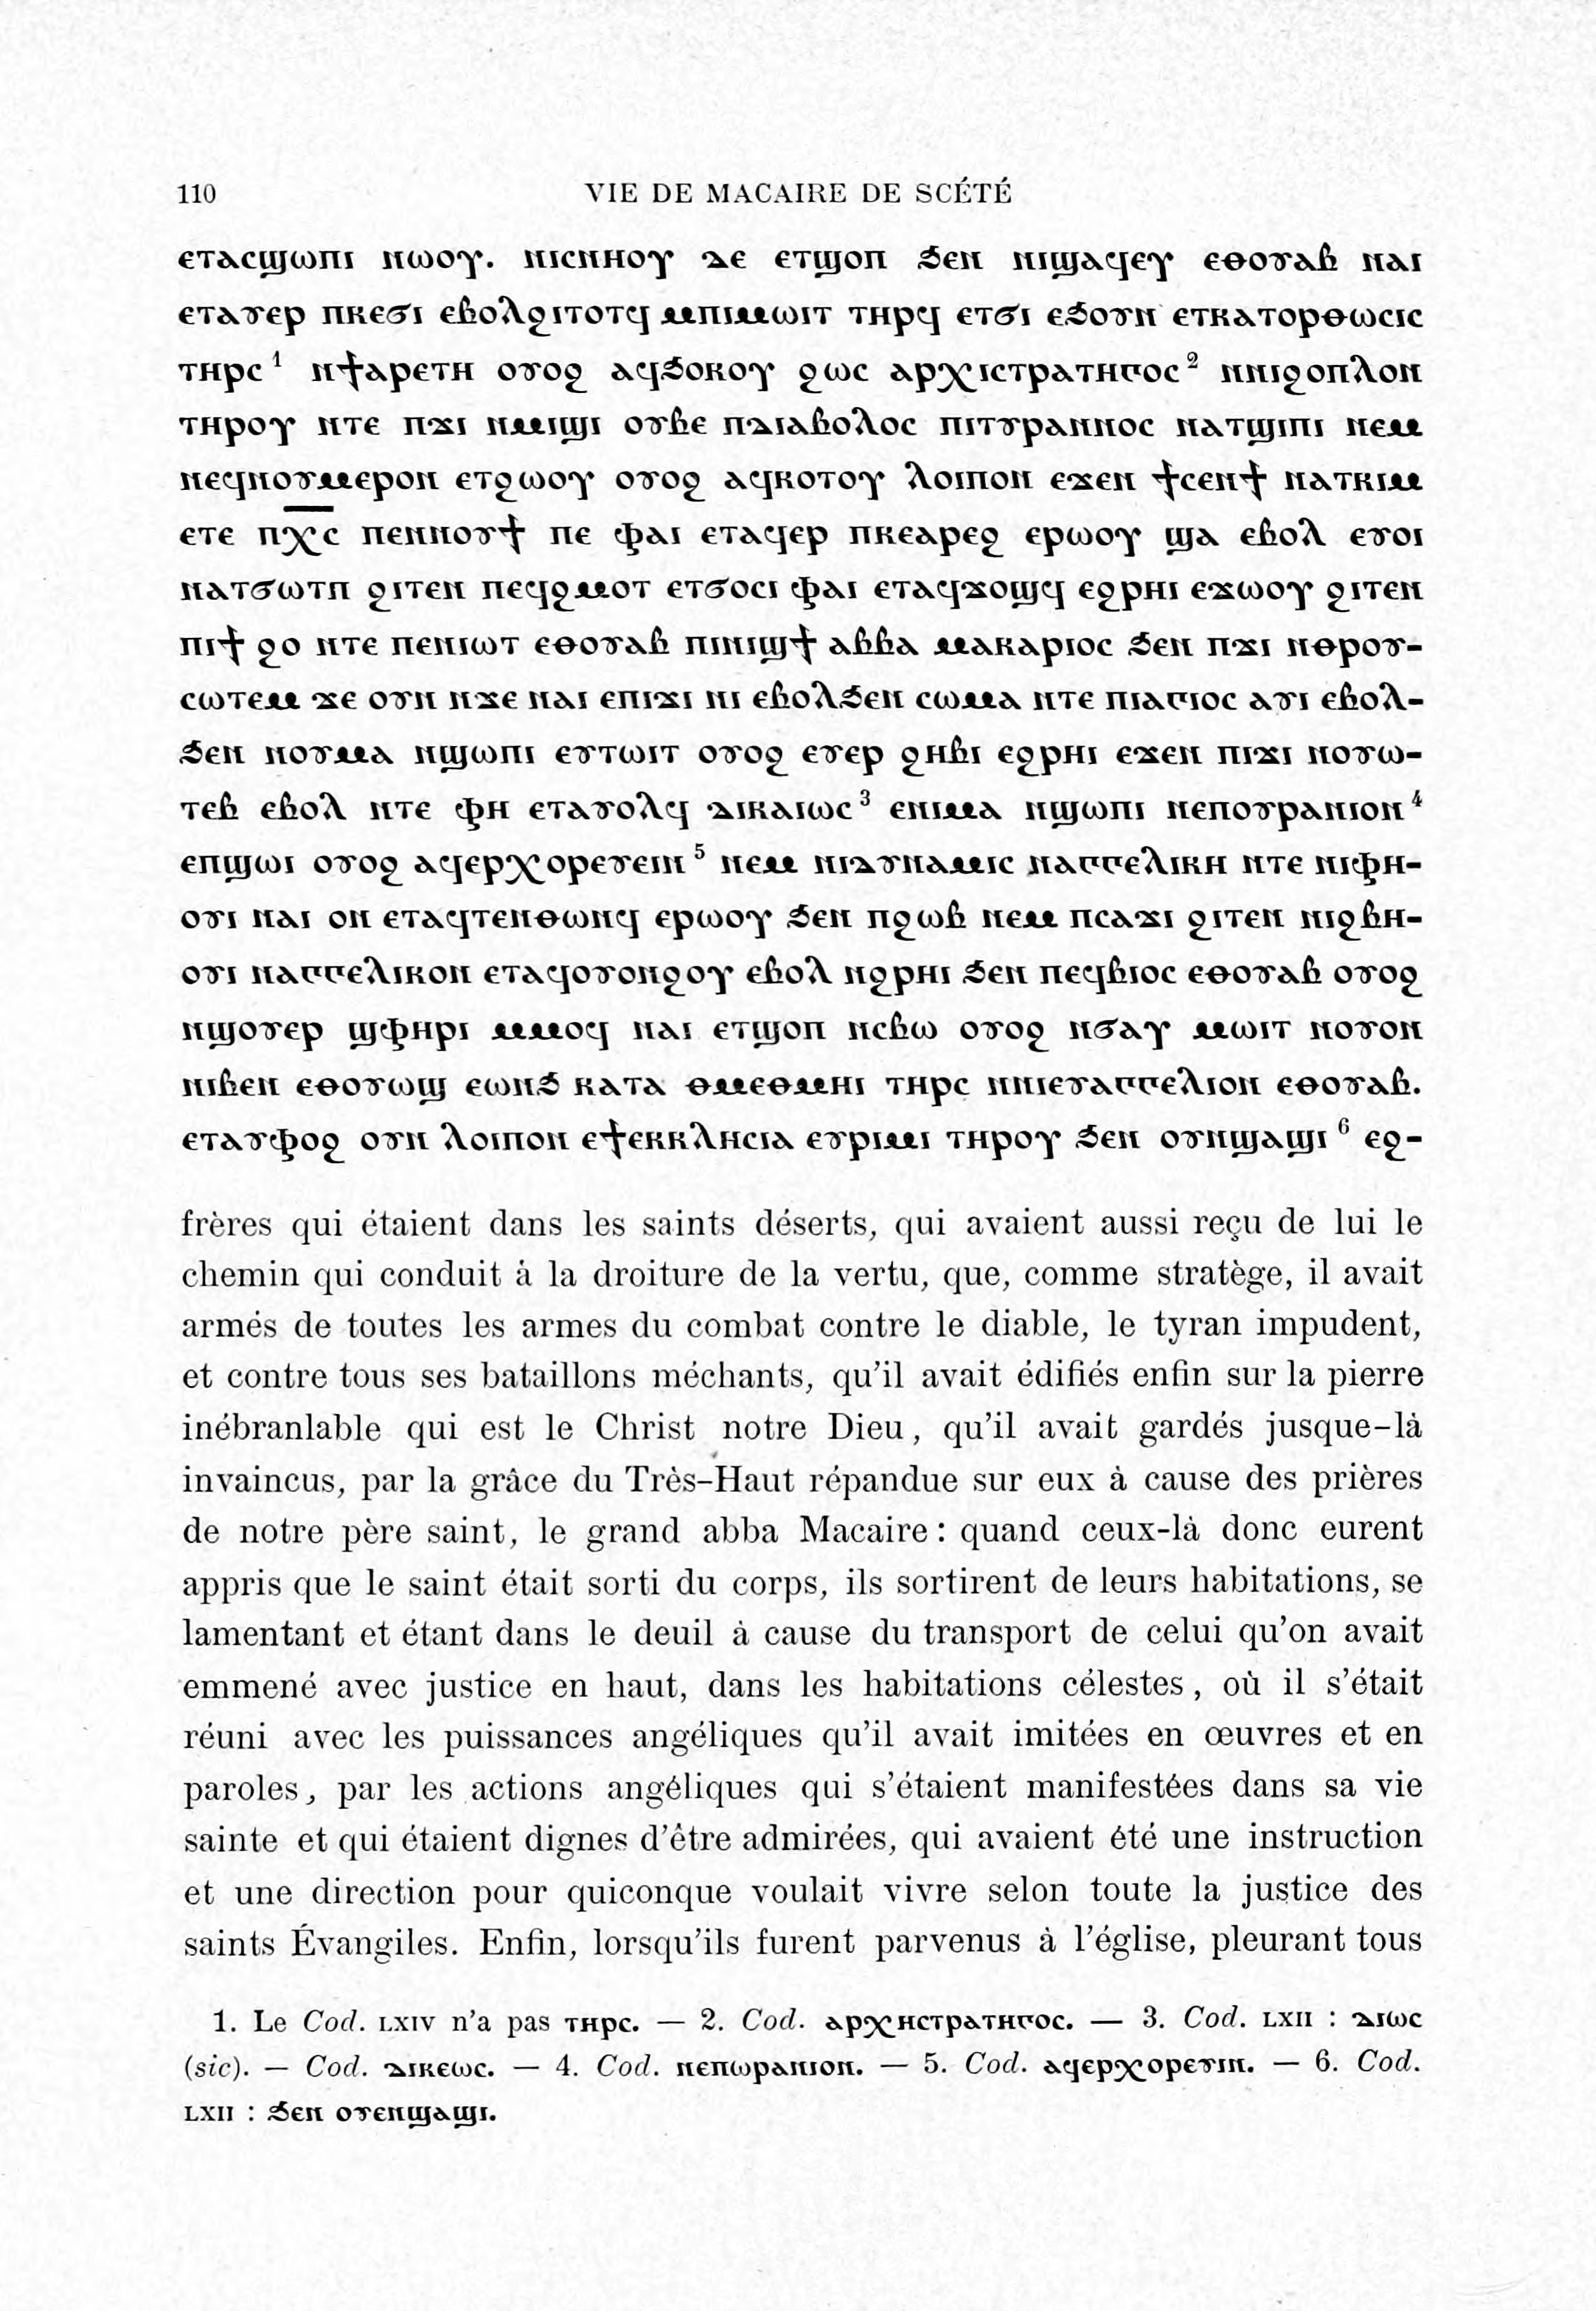 110 VIE DE MACAIRE DE SCÉTÉ
ⲉⲧⲁⲥϣⲱⲡⲓ ⲛⲱⲟⲩ. ⲛⲓⲥⲛⲏⲟⲩ ⲇⲉ ⲉⲧϣⲟⲡ ϧⲉⲛ ⲛⲓϣⲁϥⲉⲩ ⲉⲑⲟⲩⲁⲃ ⲛⲁⲓ
ⲉⲧⲁⲩⲉⲣ ⲡⲕⲉϭⲓ ⲉⲃⲟⲗϩⲓⲧⲟⲧϥ ⲙⲡⲓⲙⲱⲓⲧ ⲧⲏⲣϥ ⲉⲧϭⲓ ⲉϧⲟⲩⲛ ⲉⲧⲕⲁⲧⲟⲣⲑⲱⲥⲓⲥ
ⲧⲏⲣⲥ ¹ ⲛϯⲁⲣⲉⲧⲏ ⲟⲩⲟϩ ⲁϥϧⲟⲕⲟⲩ ϩⲱⲥ ⲁⲣⲭⲓⲥⲧⲣⲁⲧⲏⲅⲟⲥ ² ⲛⲛⲓϩⲟⲡⲗⲟⲛ
ⲧⲏⲣⲟⲩ ⲛⲧⲉ ⲡϫⲓ ⲛⲙⲓϣⲓ ⲟⲩⲃⲉ ⲡⲇⲓⲁⲃⲟⲗⲟⲥ ⲡⲓⲧⲩⲣⲁⲛⲛⲟⲥ ⲛⲁⲧϣⲓⲡⲓ ⲛⲉⲙ
ⲛⲉϥⲛⲟⲩⲙⲉⲣⲟⲛ ⲉⲧϩⲱⲟⲩ ⲟⲩⲟϩ ⲁϥⲕⲟⲧⲟⲩ ⲗⲟⲓⲡⲟⲛ ⲉϫⲉⲛ ϯⲥⲉⲛϯ ⲛⲁⲧⲕⲓⲙ
ⲉⲧⲉ ⲡⲭ̅ⲥ ⲡⲉⲛⲛⲟⲩϯ ⲡⲉ ⲫⲁⲓ ⲉⲧⲁϥⲉⲣ ⲡⲕⲉⲁⲣⲉϩ ⲉⲣⲱⲟⲩ ϣⲁ ⲉⲃⲟⲗ ⲉⲩⲟⲓ
ⲛⲁⲧϭⲱⲧⲡ ϩⲓⲧⲉⲛ ⲡⲉϥϩⲙⲟⲧ ⲉⲧϭⲟⲥⲓ ⲫⲁⲓ ⲉⲧⲁϥϫⲟϣϥ ⲉϩⲣⲏⲓ ⲉϫⲱⲟⲩ ϩⲓⲧⲉⲛ
ⲡⲓϯ ϩⲟ ⲛⲧⲉ ⲡⲉⲛⲓⲱⲧ ⲉⲑⲟⲩⲁⲃ ⲡⲓⲛⲓϣϯ ⲁⲃⲃⲁ ⲙⲁⲕⲁⲣⲓⲟⲥ ϧⲉⲛ ⲡϫⲓ ⲛⲑⲣⲟⲩ-
ⲥⲱⲧⲉⲙ ϫⲉ ⲟⲩⲛ ⲛϫⲉ ⲛⲁⲓ ⲉⲡⲓϫⲓ ⲛⲓ ⲉⲃⲟⲗϧⲉⲛ ⲥⲱⲙⲁ ⲛⲧⲉ ⲡⲓⲁⲅⲓⲟⲥ ⲁⲩⲓ ⲉⲃⲟⲗ-
ϧⲉⲛ ⲛⲟⲩⲙⲁ ⲛϣⲱⲡⲓ ⲉⲩⲧⲱⲓⲧ ⲟⲩⲟϩ ⲉⲩⲉⲣ ϩⲏⲃⲓ ⲉϩⲣⲏⲓ ⲉϫⲉⲛ ⲡⲓϫⲓ ⲛⲟⲩⲱ-
ⲧⲉⲃ ⲉⲃⲟⲗ ⲛⲧⲉ ⲫⲏ ⲉⲧⲁⲩⲟⲗϥ ⲇⲓⲕⲁⲓⲱⲥ ³ ⲉⲛⲓⲙⲁ ⲛϣⲱⲡⲓ ⲛⲉⲡⲟⲩⲣⲁⲛⲓⲟⲛ ⁴
ⲉⲡϣⲱⲓ ⲟⲩⲟϩ ⲁϥⲉⲣⲭⲟⲣⲉⲩⲉⲓⲛ ⁵ ⲛⲉⲙ ⲛⲓⲇⲩⲛⲁⲙⲓⲥ ⲛⲁⲅⲅⲉⲗⲓⲕⲏ ⲛⲧⲉ ⲛⲓⲫⲏ-
ⲟⲩⲓ ⲛⲁⲓ ⲟⲛ ⲉⲧⲁϥⲧⲉⲛⲑⲱⲛϥ ⲉⲣⲱⲟⲩ ϧⲉⲛ ⲡϩⲱⲃ ⲛⲉⲙ ⲡⲥⲁϫⲓ ϩⲓⲧⲉⲛ ⲛⲓϩⲃⲏ-
ⲟⲩⲓ ⲛⲁⲅⲅⲉⲗⲓⲕⲟⲛ ⲉⲧⲁϥⲟⲩⲟⲛϩⲟⲩ ⲉⲃⲟⲗ ⲛϩⲣⲏⲓ ϧⲉⲛ ⲡⲉϥⲃⲓⲟⲥ ⲉⲑⲟⲩⲁⲃ ⲟⲩⲟϩ
ⲛϣⲟⲩⲉⲣ ϣⲫⲏⲣⲓ ⲙⲙⲟϥ ⲛⲁⲓ ⲉⲧϣⲟⲡ ⲛⲥⲃⲱ ⲟⲩⲟϩ ⲛϭⲁⲩ ⲙⲱⲓⲧ ⲛⲟⲩⲟⲛ
ⲛⲓⲃⲉⲛ ⲉⲑⲟⲩⲱϣ ⲉⲱⲛϧ ⲕⲁⲧⲁ ⲑⲙⲉⲑⲙⲏⲓ ⲧⲏⲣⲥ ⲛⲛⲓⲉⲩⲁⲅⲅⲉⲗⲓⲟⲛ ⲉⲑⲟⲩⲁⲃ.
ⲉⲧⲁⲩⲫⲟϩ ⲟⲩⲛ ⲗⲟⲓⲡⲟⲛ ⲉϯⲉⲕⲕⲗⲏⲥⲓⲁ ⲉⲩⲣⲓⲙⲓ ⲧⲏⲣⲟⲩ ϧⲉⲛ ⲟⲩⲛϣⲁϣⲓ ⁶ ⲉϩ-
frères qui étaient dans les saints déserts, qui avaient aussi reçu de lui le
chemin qui conduit à la droiture de la vertu, que, comme stratège, il avait
armés de toutes les armes du combat contre le diable, le tyran impudent,
et contre tous ses bataillons méchants, qu'il avait édifiés enfin sur la pierre
inébranlable qui est le Christ notre Dieu, qu'il avait gardés jusque-là
invaincus, par la grâce du Très-Haut répandue sur eux à cause des prières
de notre père saint, le grand abba Macaire : quand ceux-là donc eurent
appris que le saint était sorti du corps, ils sortirent de leurs habitations, se
lamentant et étant dans le deuil à cause du transport de celui qu'on avait
emmené avec justice en haut, dans les habitations célestes, où il s'était
réuni avec les puissances angéliques qu'il avait imitées en œuvres et en
paroles, par les actions angéliques qui s'étaient manifestées dans sa vie
sainte et qui étaient dignes d'être admirées, qui avaient été une instruction
et une direction pour quiconque voulait vivre selon toute la justice des
saints Évangiles. Enfin, lorsqu'ils furent parvenus à l'église, pleurant tous
1. Le Cod. LXIV n'a pas ⲧⲏⲣⲥ. — 2. Cod. ⲁⲣⲭⲏⲥⲧⲣⲁⲧⲏⲅⲟⲥ. — 3. Cod. LXII : ⲇⲓⲱⲥ
(sic). — Cod. ⲇⲓⲕⲉⲱⲥ. — 4. Cod. ⲛⲉⲡⲱⲣⲁⲛⲓⲟⲛ. — 5. Cod. ⲁϥⲉⲣⲭⲟⲣⲉⲩⲓⲛ. — 6. Cod.
LXII : ϧⲉⲛ ⲟⲩⲉⲛϣⲁϣⲓ.